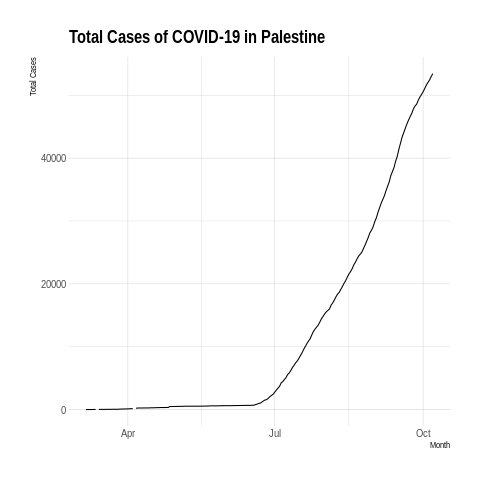 Total Cases of COVID-19 in Palestine
Total Cases
40000
20000
0
Apr
Jul
Oct
Month